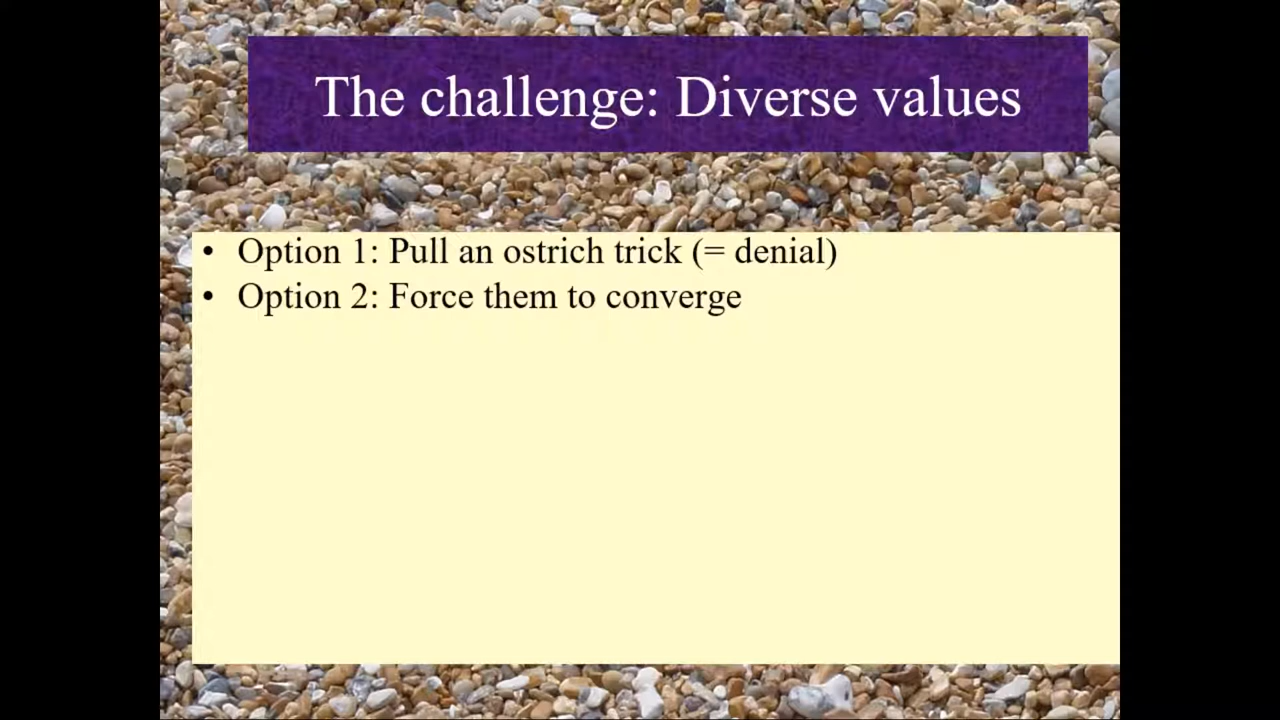 The challenge: Diverse values
• Option 1: Pull an ostrich trick (= denial)
• Option 2: Force them to converge